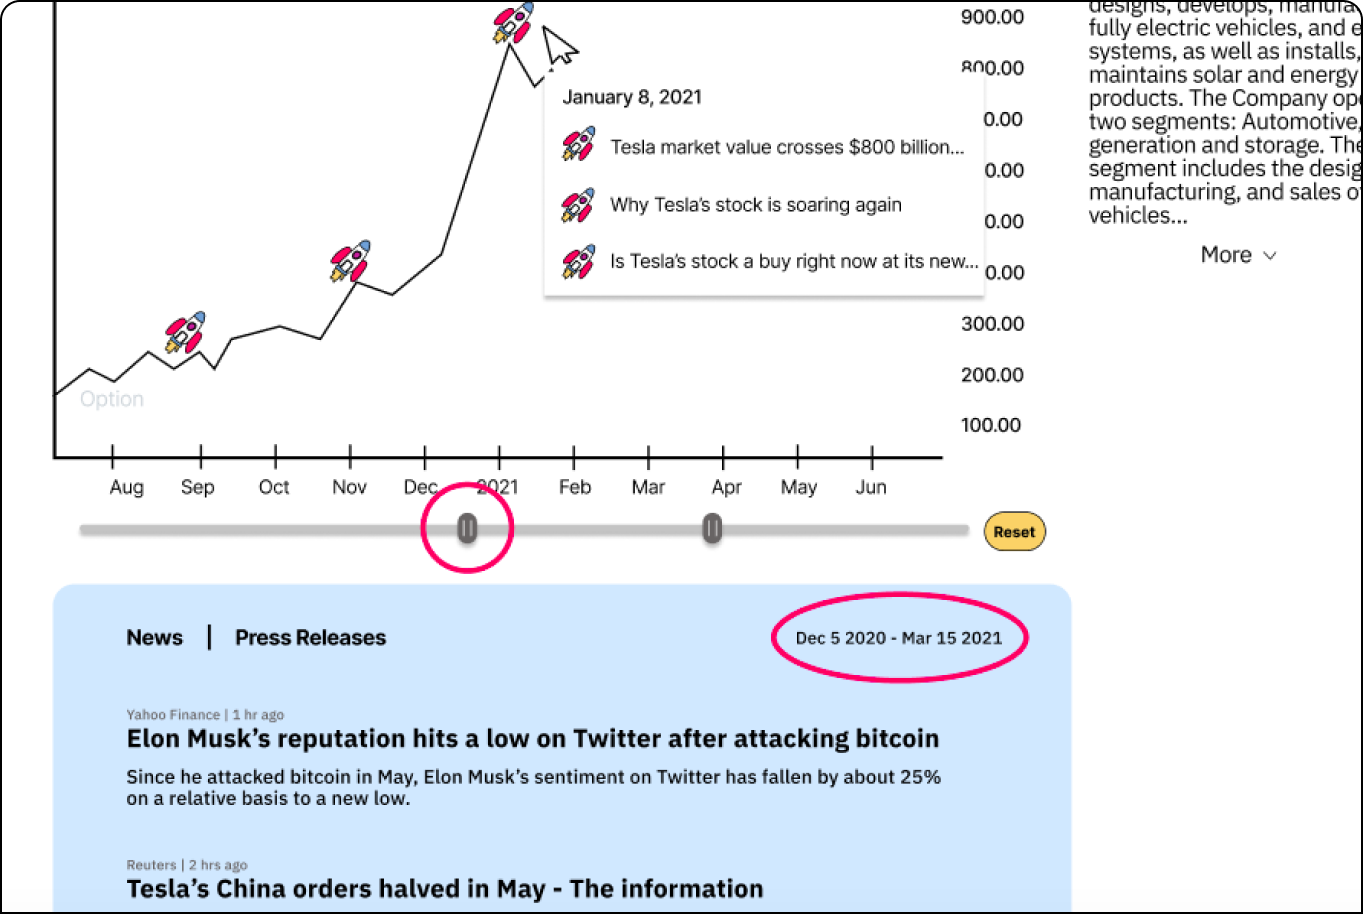 900.00
800.00
0.00
0.00
0.00
0.00
300.00
200.00
100.00
January 8, 2021
Tesla market value crosses $800 billion...
Why Tesla's stock is soaring again
Is Tesla's stock a buy right now at its new...
Option
Aug Sep Oct Nov Dec 2021 Feb Mar Apr May Jun
Reset
designs, develops,
fully electric vehicles, and e
systems, as well as installs,
maintains solar and energy
products. The Company ope
two segments: Automotive,
generation and storage. The
segment includes the desig
manufacturing, and sales o
vehicles...
More
News | Press Releases
Dec 5 2020 - Mar 15 2021
Yahoo Finance | 1 hr ago
Elon Musk’s reputation hits a low on Twitter after attacking bitcoin
Since he attacked bitcoin in May, Elon Musk’s sentiment on Twitter has fallen by about 25%
on a relative basis to a new low.
Reuters | 2 hrs ago
Tesla’s China orders halved in May - The information